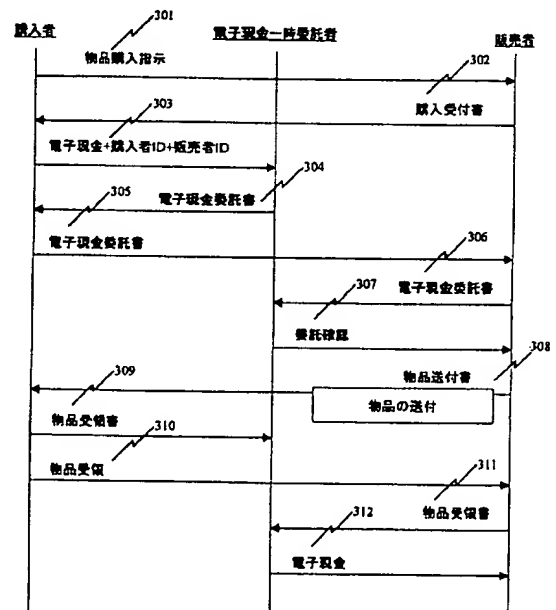 301
購入者
電子現金一時委託者
販売者
物品購入指示
302
303
購入受付書
電子現金+購入者ID+販売者ID
304
305
電子現金委託書
電子現金委託書
306
307
電子現金委託書
委託確認
308
309
物品送付書
物品の送付
物品受領書
310
物品受領
311
312
物品受領書
電子現金